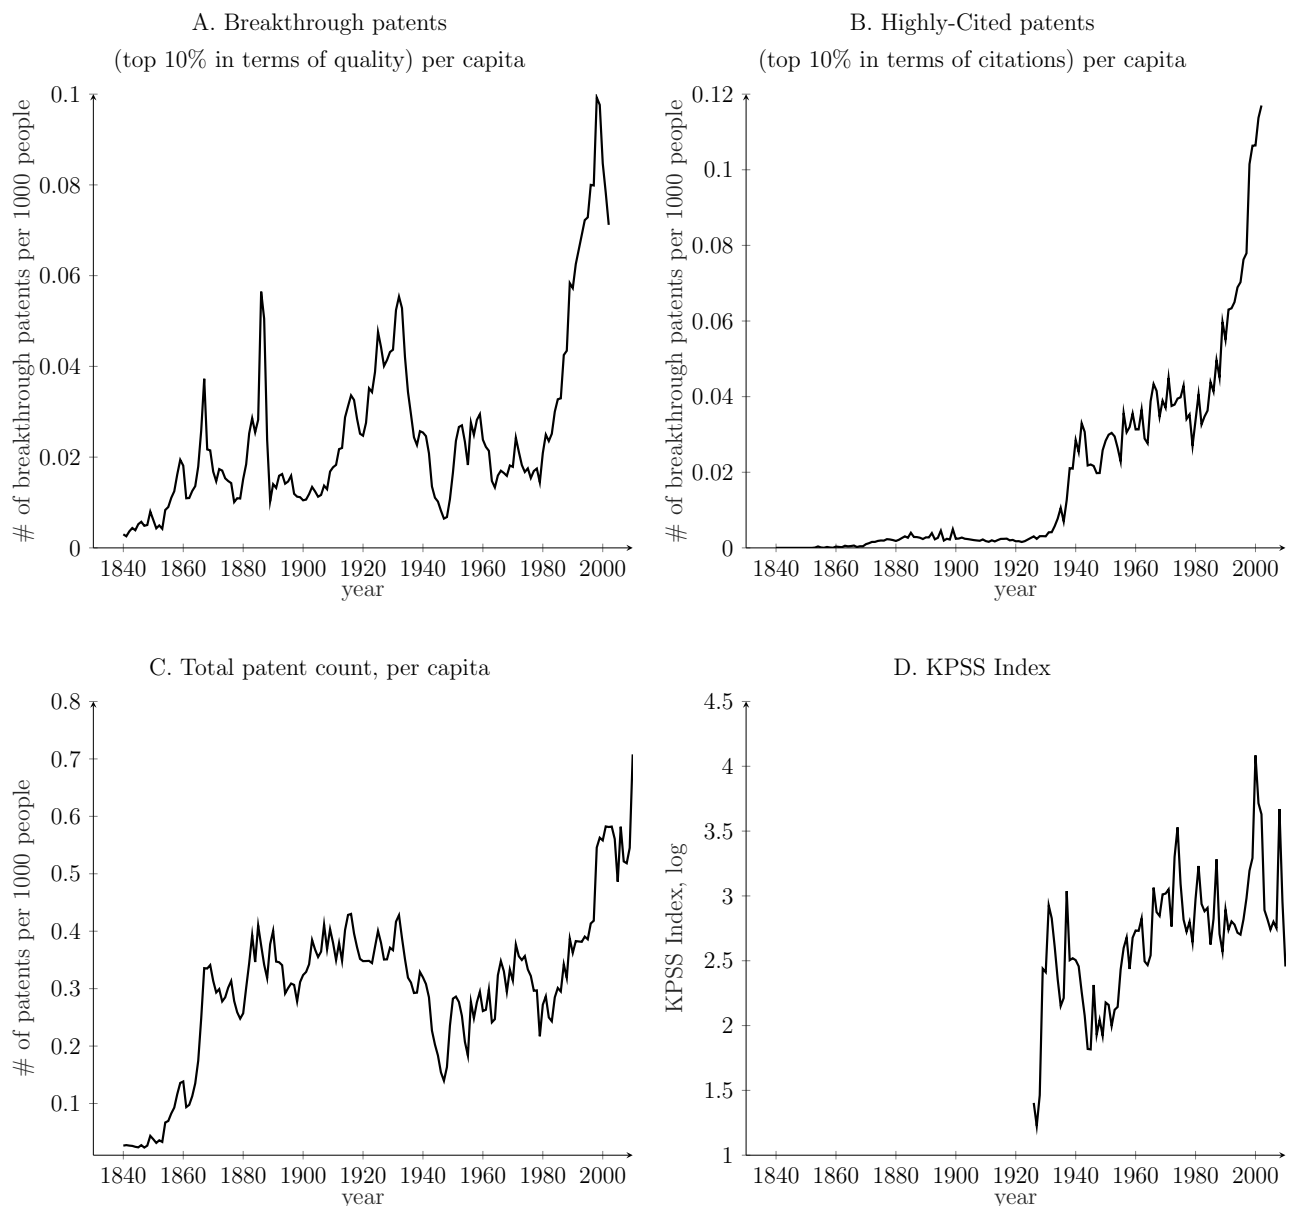 A. Breakthrough patents
(top 10% in terms of quality) per capita
# of breakthrough patents per 1000 people
0.1
0.08
0.06
0.04
0.02
0
1840 1860 1880 1900 1920 1940 1960 1980 2000
year
B. Highly-Cited patents
(top 10% in terms of citations) per capita
# of breakthrough patents per 1000 people
0.12
0.1
0.08
0.06
0.04
0.02
0
1840 1860 1880 1900 1920 1940 1960 1980 2000
year
C. Total patent count, per capita
# of patents per 1000 people
0.8
0.7
0.6
0.5
0.4
0.3
0.2
0.1
1840 1860 1880 1900 1920 1940 1960 1980 2000
year
D. KPSS Index
KPSS Index, log
4.5
4
3.5
3
2.5
2
1.5
1
1840 1860 1880 1900 1920 1940 1960 1980 2000
year